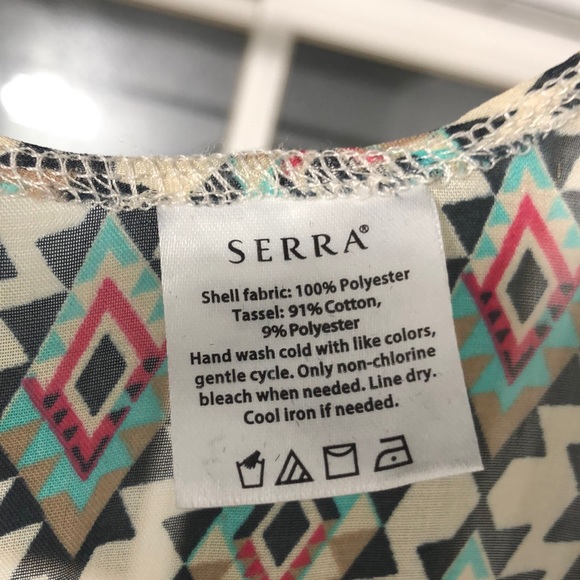 SERRA®
Shell fabric: 100% Polyester
Tassel: 91% Cotton,
9% Polyester
Hand wash cold with like colors,
gentle cycle. Only non-chlorine
bleach when needed. Line dry.
Cool iron if needed.